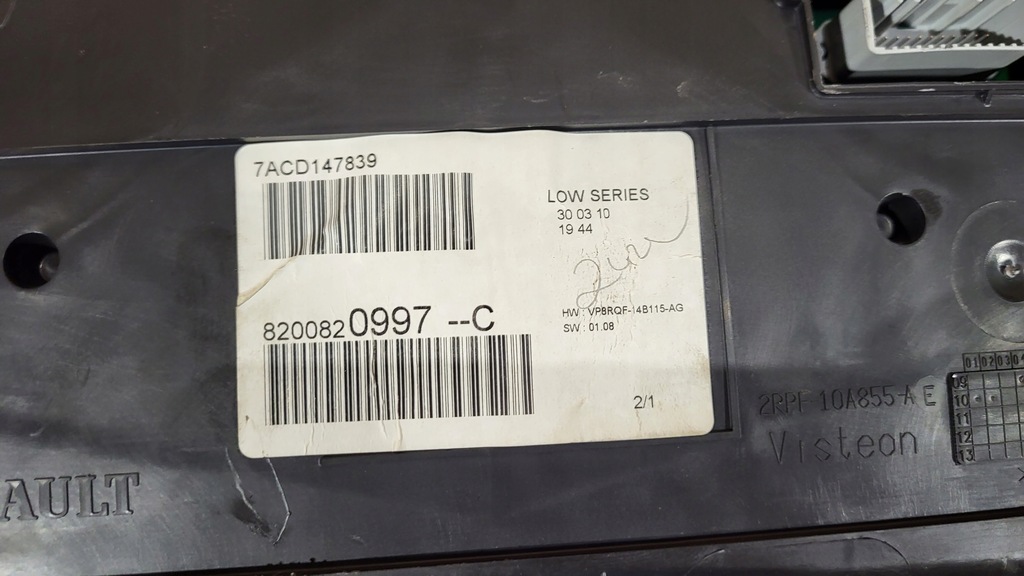 7ACD147839
LOW SERIES
30 03 10
19 44
8200820997 --C
HW : VP8RQF-14B115-AG
SW : 01.08
2/1
2RPF 10A855-A E
Visteon
AULT
01 02 03 04
09
10
11
12
13